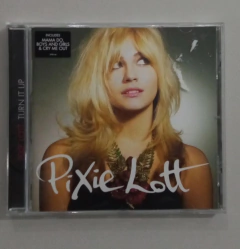 INCLUDES
MAMA DO,
BOYS AND GIRLS
& CRY ME OUT
TURN IT UP
Pixie Lott